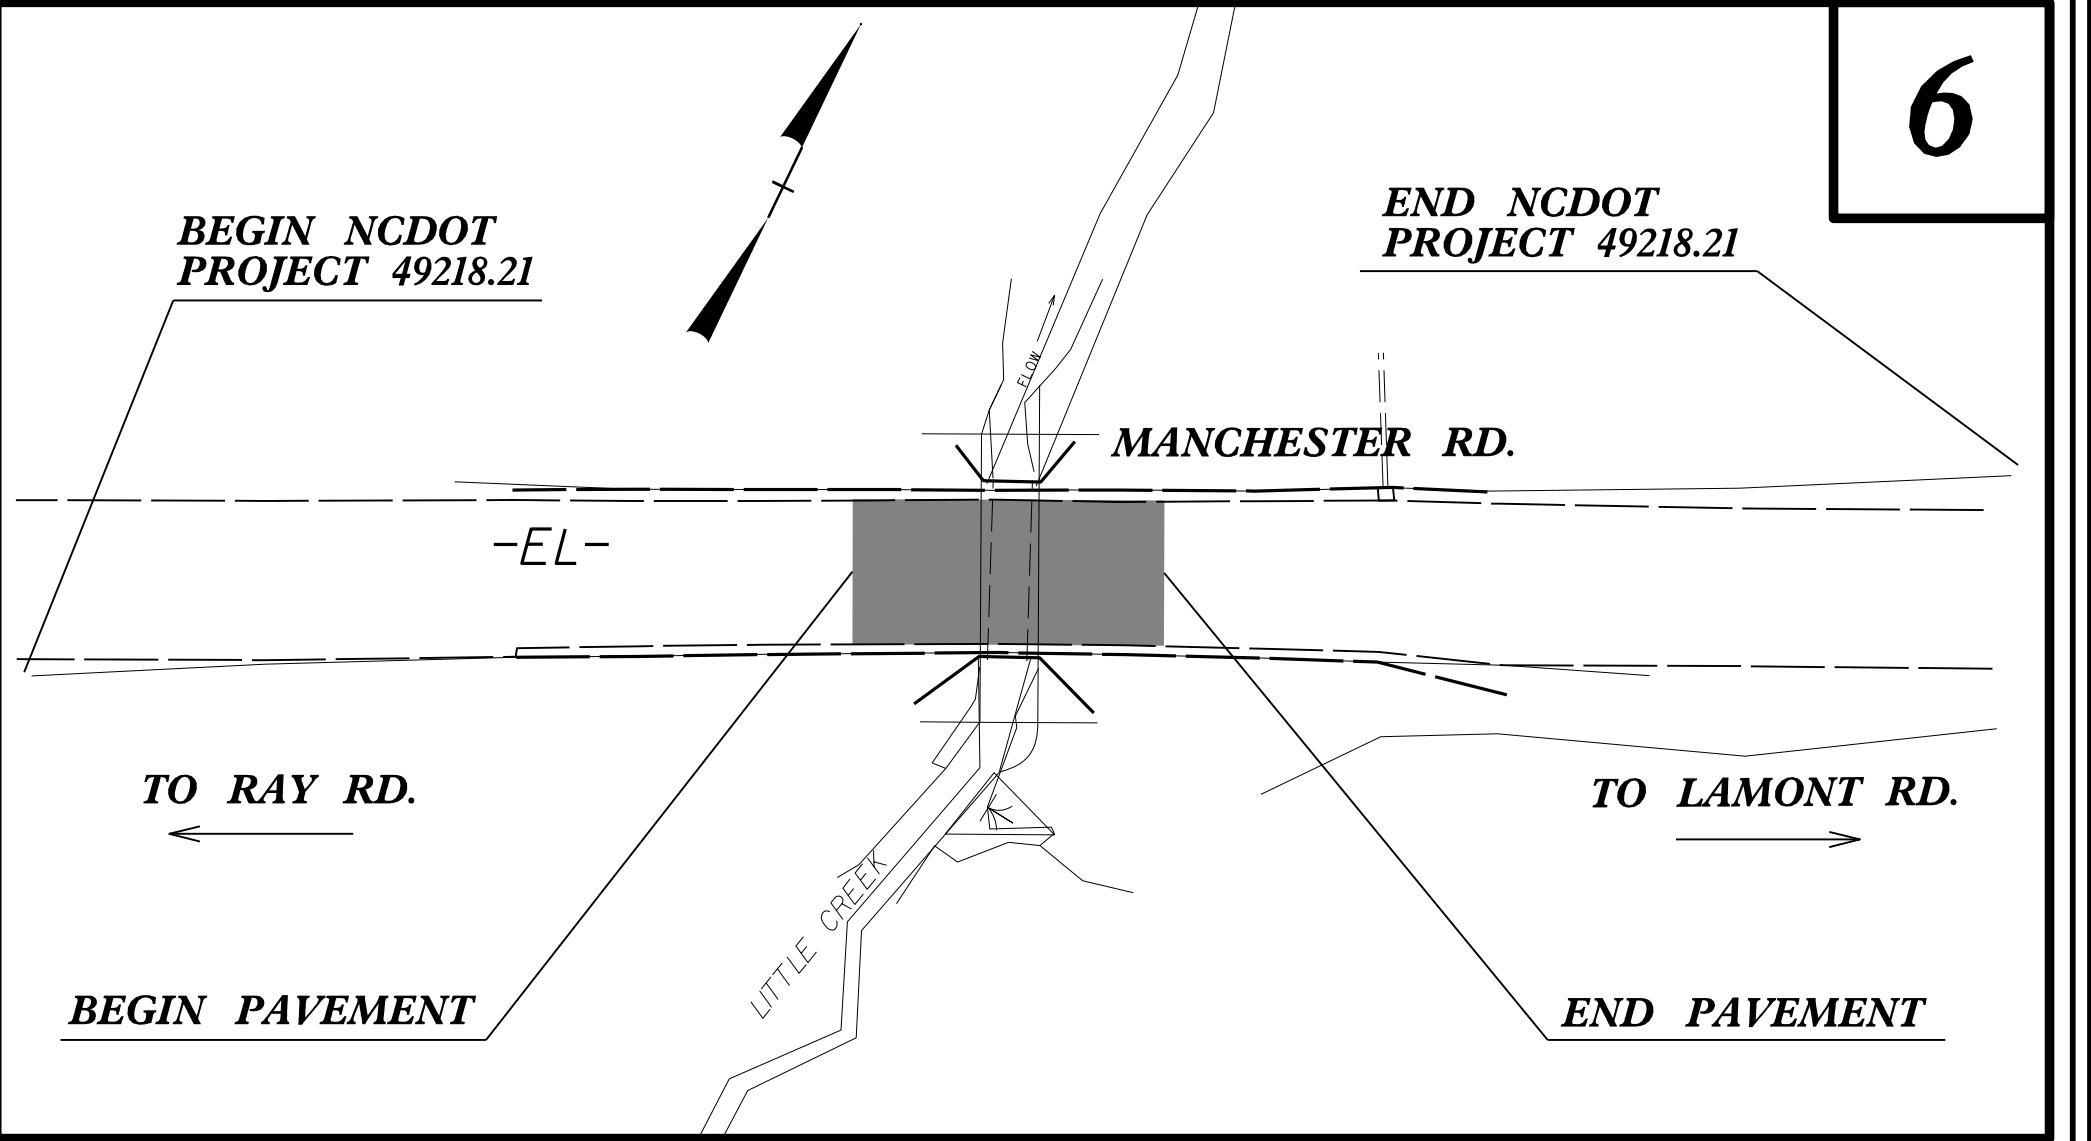 6
BEGIN NCDOT
PROJECT 49218.21
END NCDOT
PROJECT 49218.21
FLOW
MANCHESTER RD.
-EL-
TO RAY RD.
TO LAMONT RD.
LITTLE CREEK
BEGIN PAVEMENT
END PAVEMENT